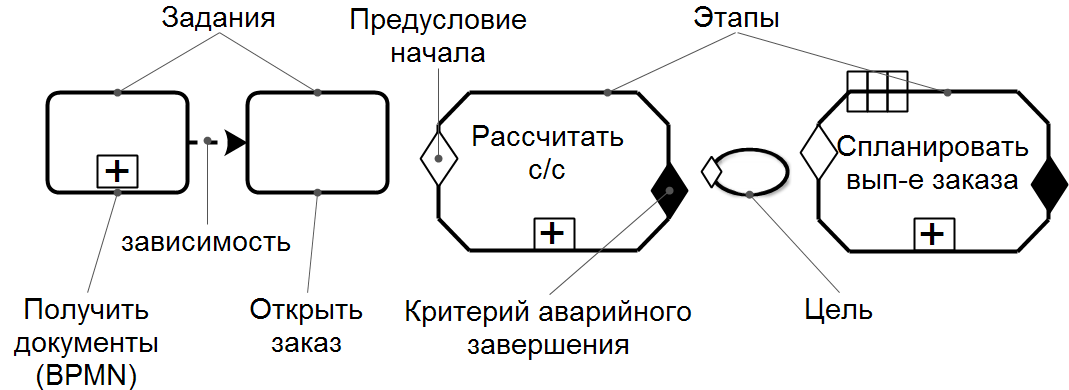 Задания
Предусловие
начала
Этапы
Рассчитать
с/с
Спланировать
вып-е заказа
зависимость
Получить
документы
(BPMN)
Открыть
заказ
Критерий аварийного
завершения
Цель